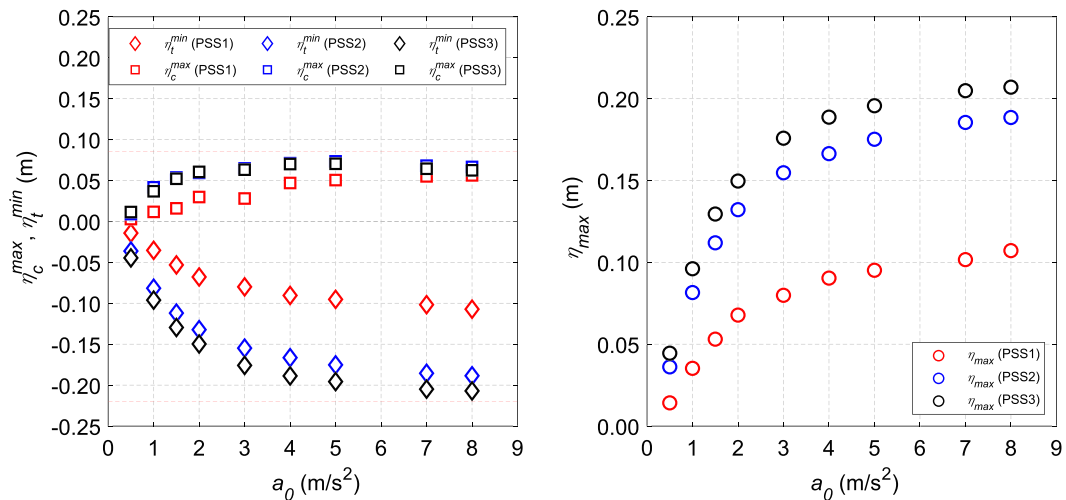 0.25
0.20
0.15
0.10
0.05
0.00
-0.05
-0.10
-0.15
-0.20
-0.25
η_c^max, η_t^min (m)
η_t^min (PSS1) η_t^min (PSS2) η_t^min (PSS3)
η_c^max (PSS1) η_c^max (PSS2) η_c^max (PSS3)
0 1 2 3 4 5 6 7 8 9
a_0 (m/s²)
0.25
0.20
0.15
0.10
0.05
0.00
η_max (m)
η_max (PSS1)
η_max (PSS2)
η_max (PSS3)
0 1 2 3 4 5 6 7 8 9
a_0 (m/s²)